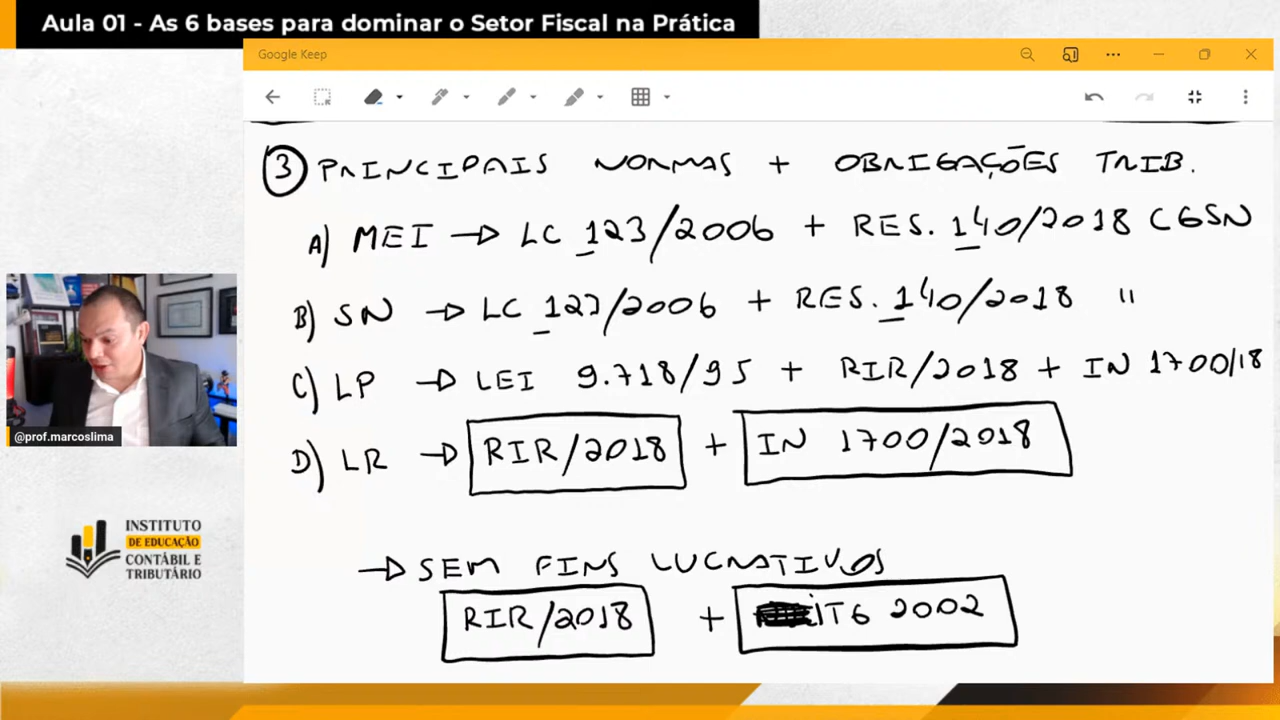 Aula 01 - As 6 bases para dominar o Setor Fiscal na Prática
Google Keep
3 PRINCIPAIS NORMAS + OBRIGAÇÕES TRIB.
A) MEI → LC 123/2006 + RES. 140/2018 CGSN
B) SN → LC 123/2006 + RES. 140/2018 "
C) LP → LEI 9.718/95 + RIR/2018 + IN 1700/18
D) LR → RIR/2018 + IN 1700/2018
→ SEM FINS LUCRATIVOS
RIR/2018 + ITG 2002
@prof.marcoslima
INSTITUTO
DE EDUCAÇÃO
CONTÁBIL E
TRIBUTÁRIO